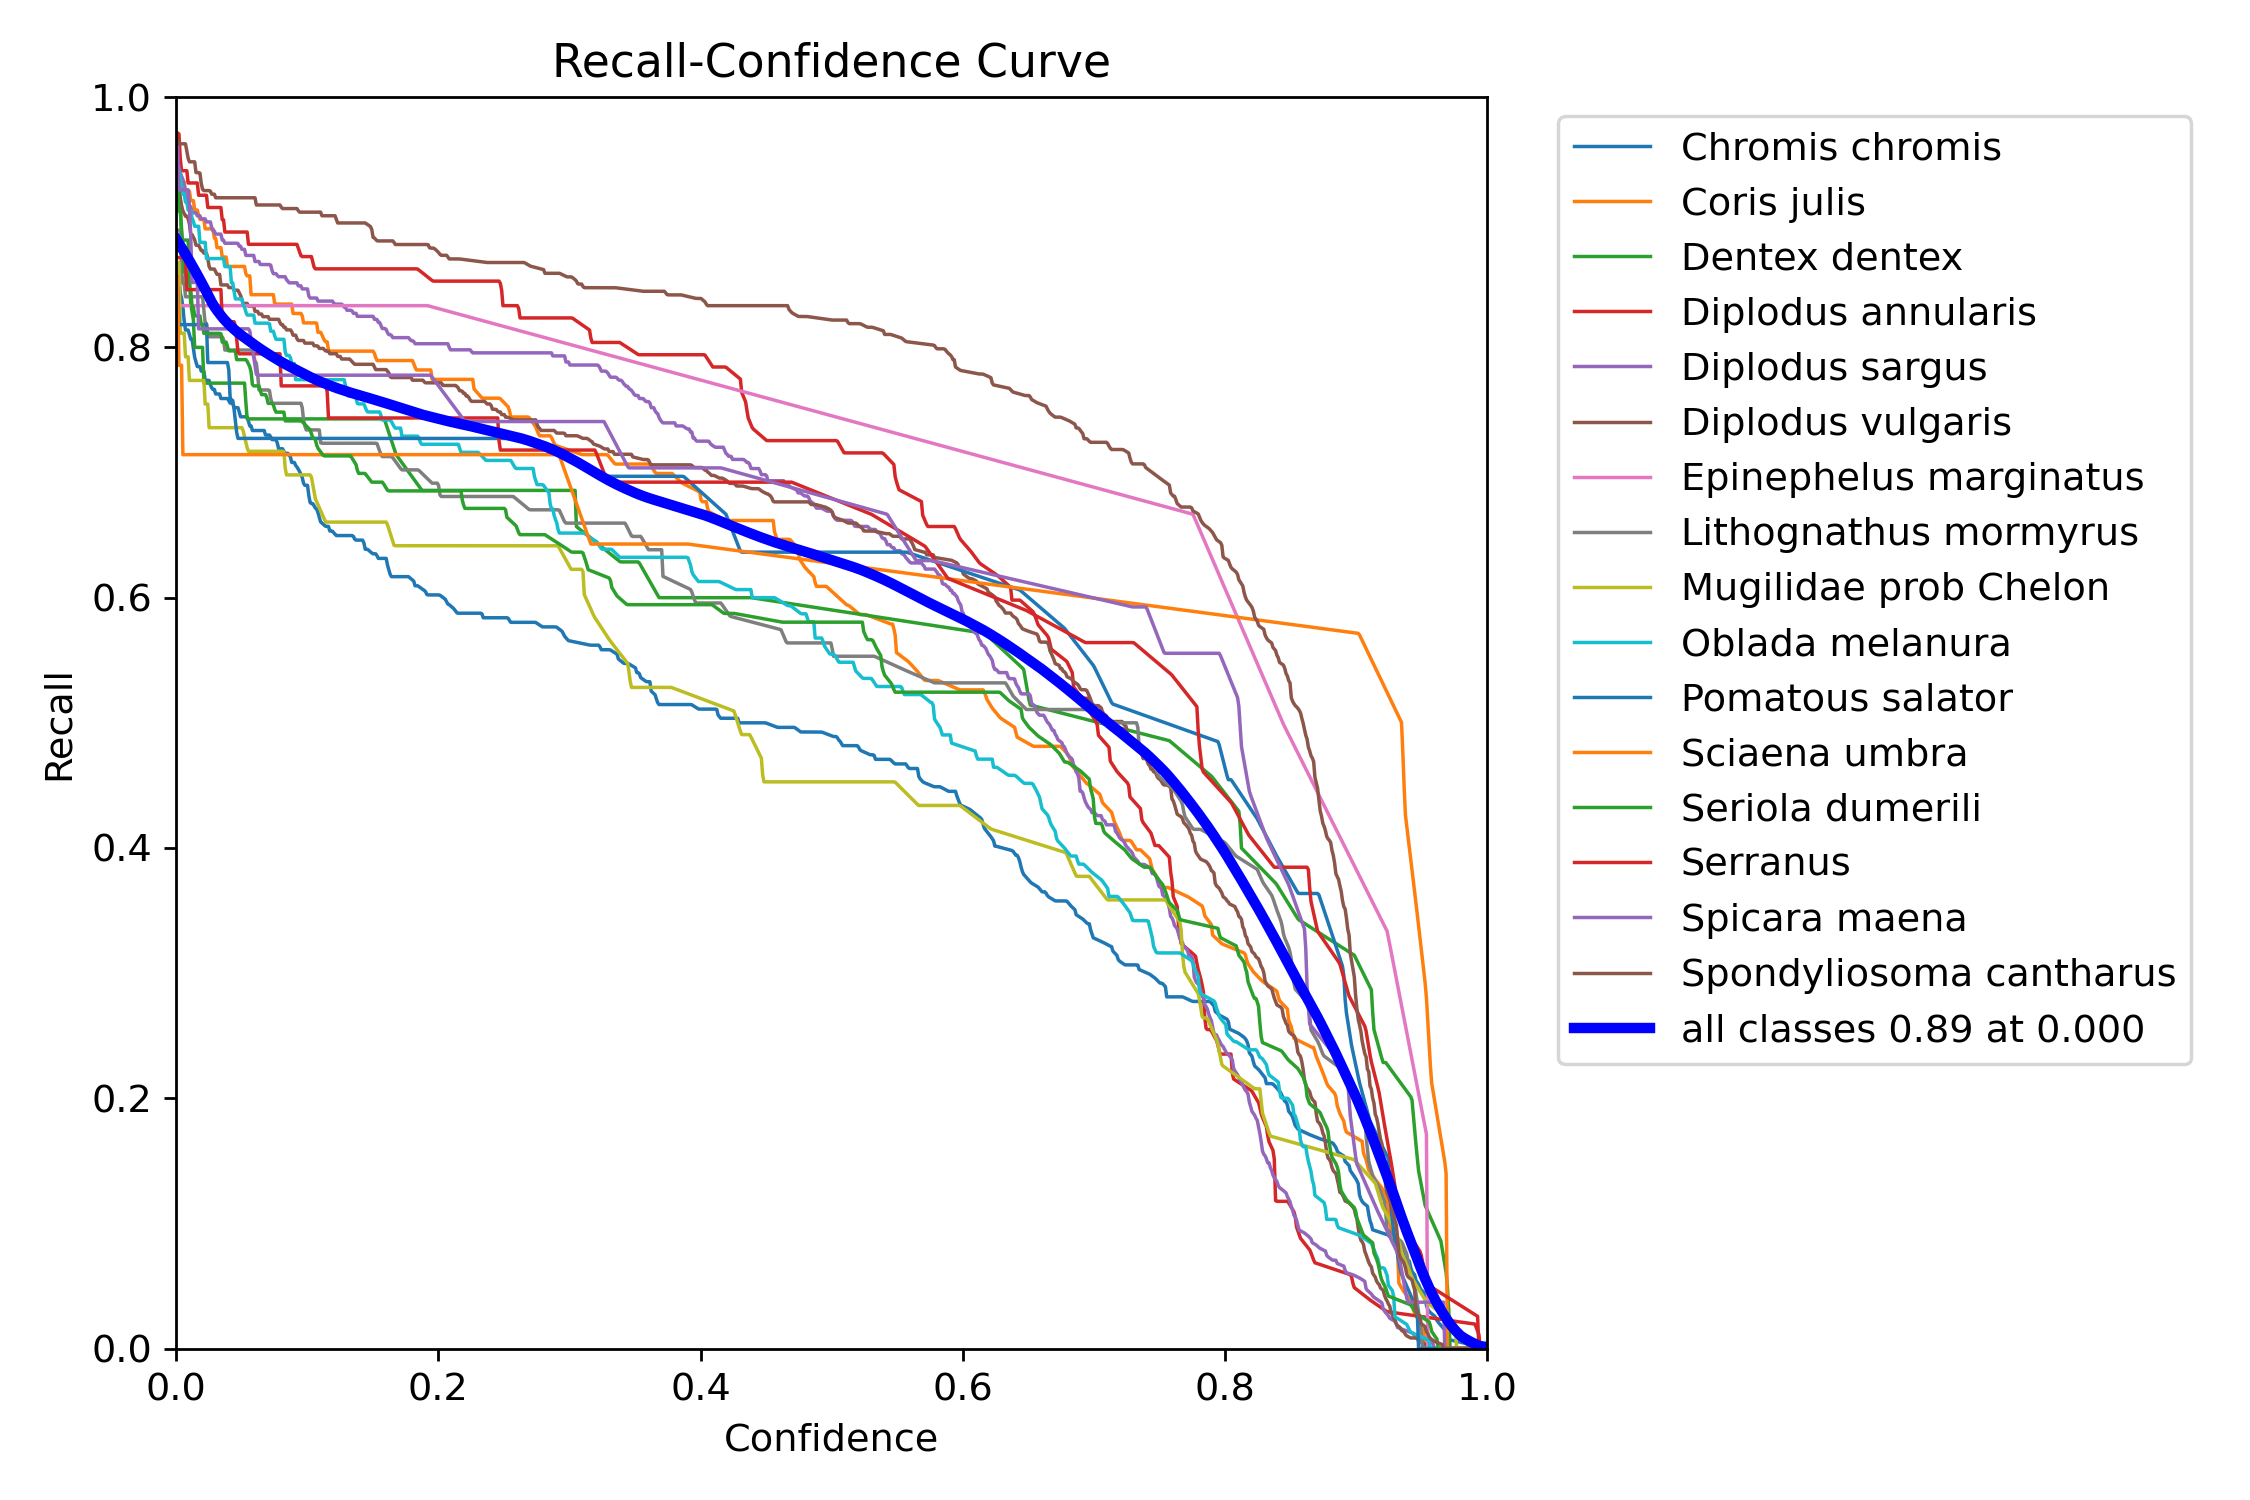 Recall-Confidence Curve
1.0
0.8
0.6
0.4
0.2
0.0
Recall
0.0 0.2 0.4 0.6 0.8 1.0
Confidence
Chromis chromis
Coris julis
Dentex dentex
Diplodus annularis
Diplodus sargus
Diplodus vulgaris
Epinephelus marginatus
Lithognathus mormyrus
Mugilidae prob Chelon
Oblada melanura
Pomatous salator
Sciaena umbra
Seriola dumerili
Serranus
Spicara maena
Spondyliosoma cantharus
all classes 0.89 at 0.000